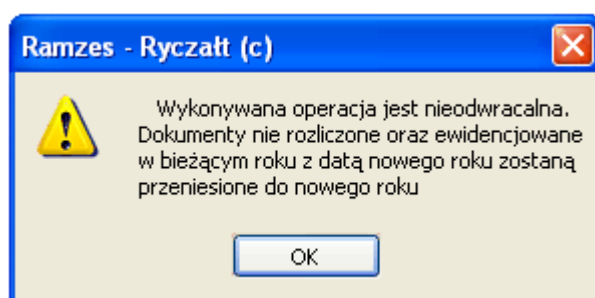 Ramzes - Ryczałt (c)
Wykonywana operacja jest nieodwracalna.
Dokumenty nie rozliczone oraz ewidencjowane
w bieżącym roku z datą nowego roku zostaną
przeniesione do nowego roku
OK